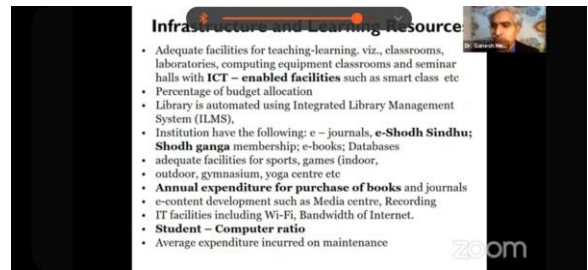 Infrastructure and Learning Resource
Dr. Ganesh He...
• Adequate facilities for teaching-learning. viz., classrooms,
laboratories, computing equipment classrooms and seminar
halls with ICT – enabled facilities such as smart class etc
• Percentage of budget allocation
• Library is automated using Integrated Library Management
System (ILMS),
• Institution have the following: e – journals, e-Shodh Sindhu;
Shodh ganga membership; e-books; Databases
• adequate facilities for sports, games (indoor,
• outdoor, gymnasium, yoga centre etc
• Annual expenditure for purchase of books and journals
• e-content development such as Media centre, Recording
• IT facilities including Wi-Fi, Bandwidth of Internet.
• Student – Computer ratio
• Average expenditure incurred on maintenance
zoom